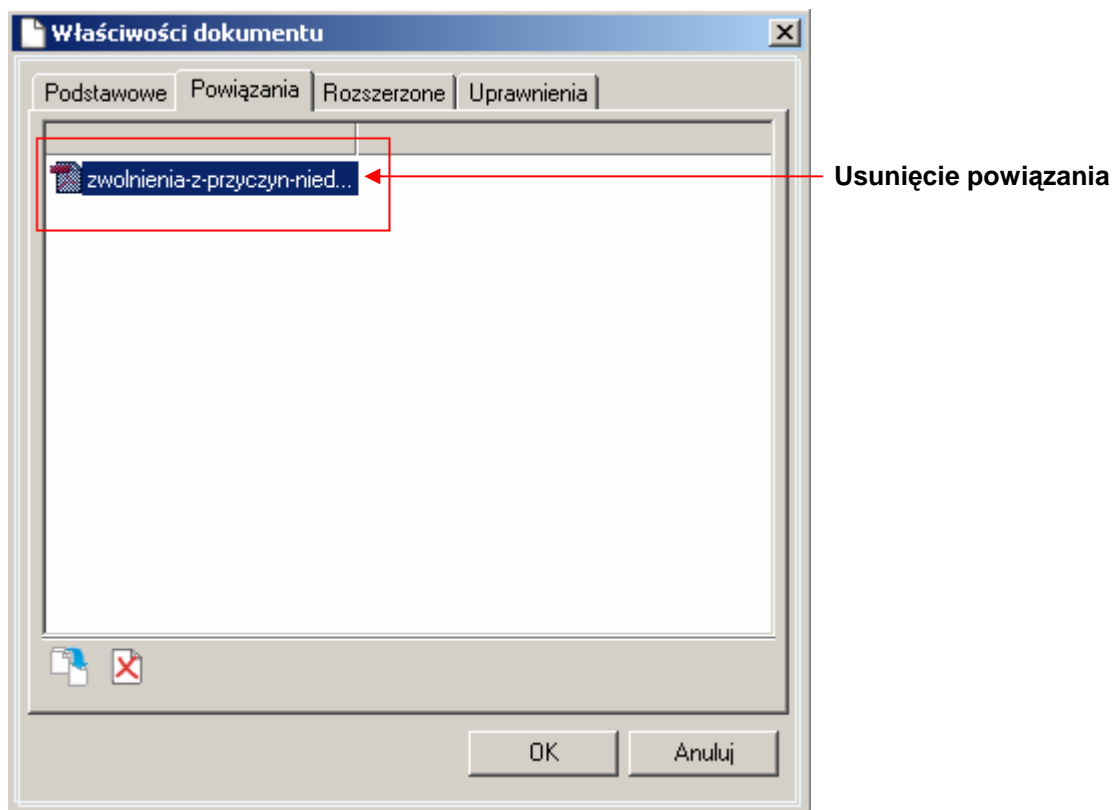 Właściwości dokumentu
Podstawowe Powiązania Rozszerzone Uprawnienia
zwolnienia-z-przyczyn-nied...
Usunięcie powiązania
OK Anuluj